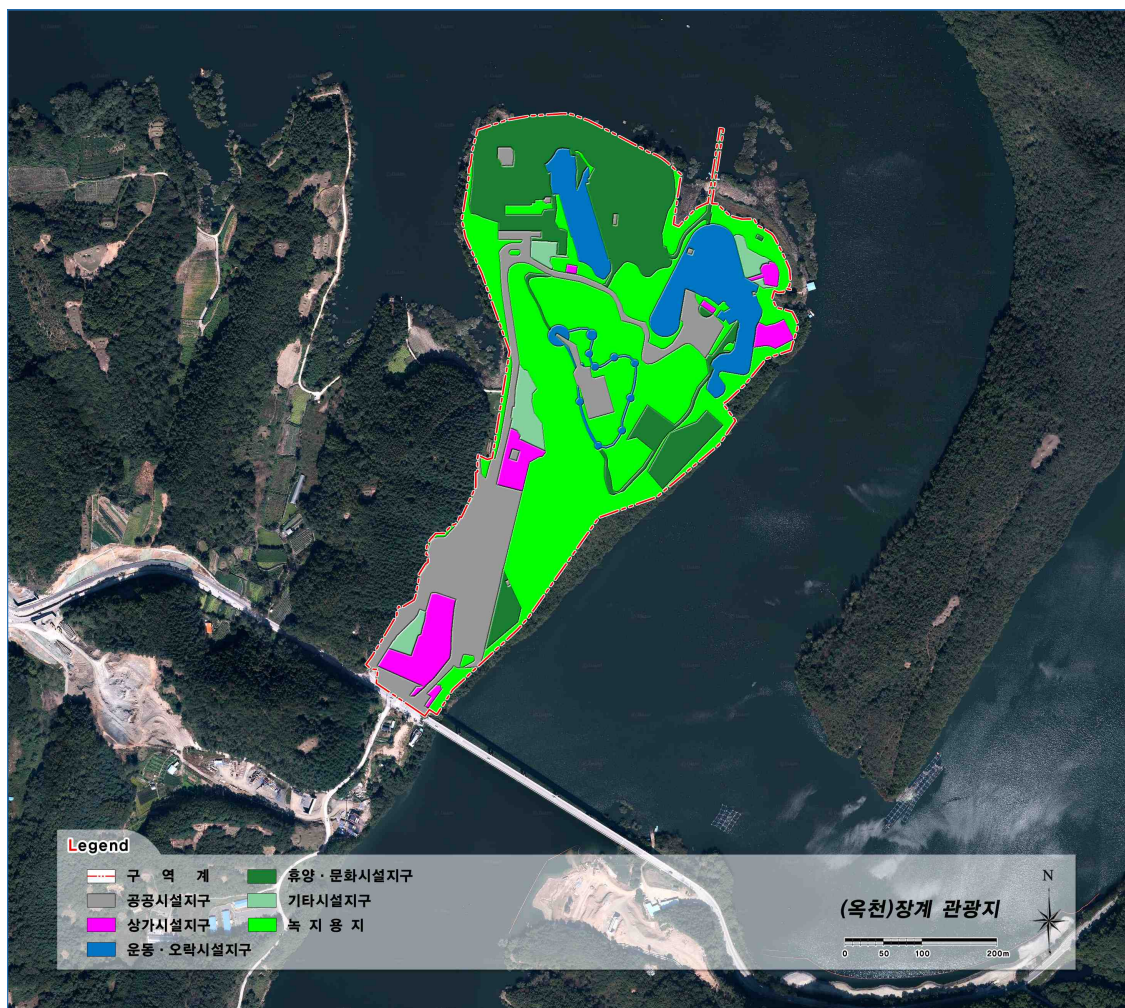 Legend
구 역 계
공공시설지구
상가시설지구
운동·오락시설지구
휴양·문화시설지구
기타시설지구
녹 지 용 지
(옥천)장계 관광지
N
0 50 100 200m